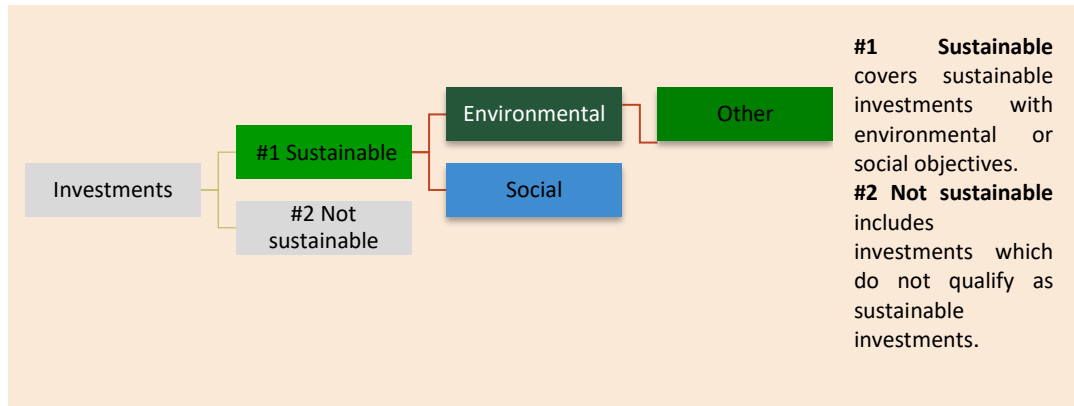 Investments
#1 Sustainable
#2 Not
sustainable
Environmental
Social
Other
#1 Sustainable
covers sustainable
investments with
environmental or
social objectives.
#2 Not sustainable
includes
investments which
do not qualify as
sustainable
investments.